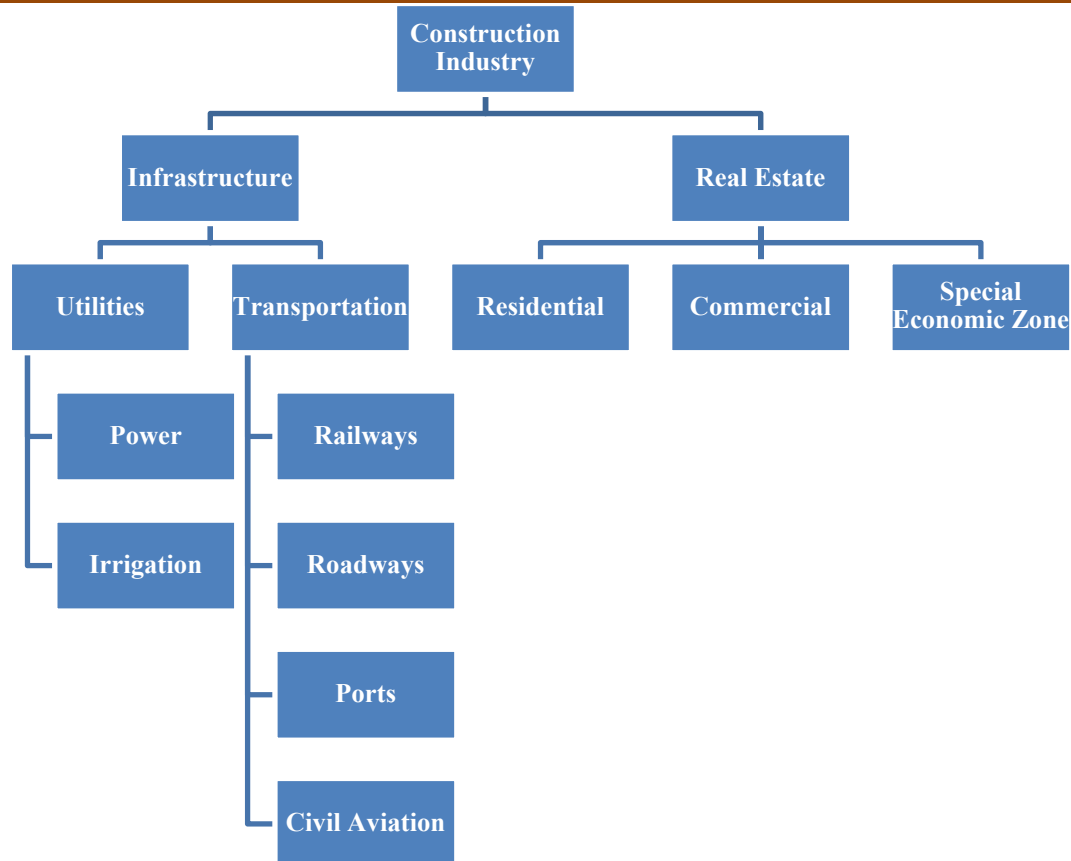 Construction
Industry
Infrastructure
Real Estate
Utilities
Transportation
Residential
Commercial
Special
Economic Zone
Power
Railways
Irrigation
Roadways
Ports
Civil Aviation